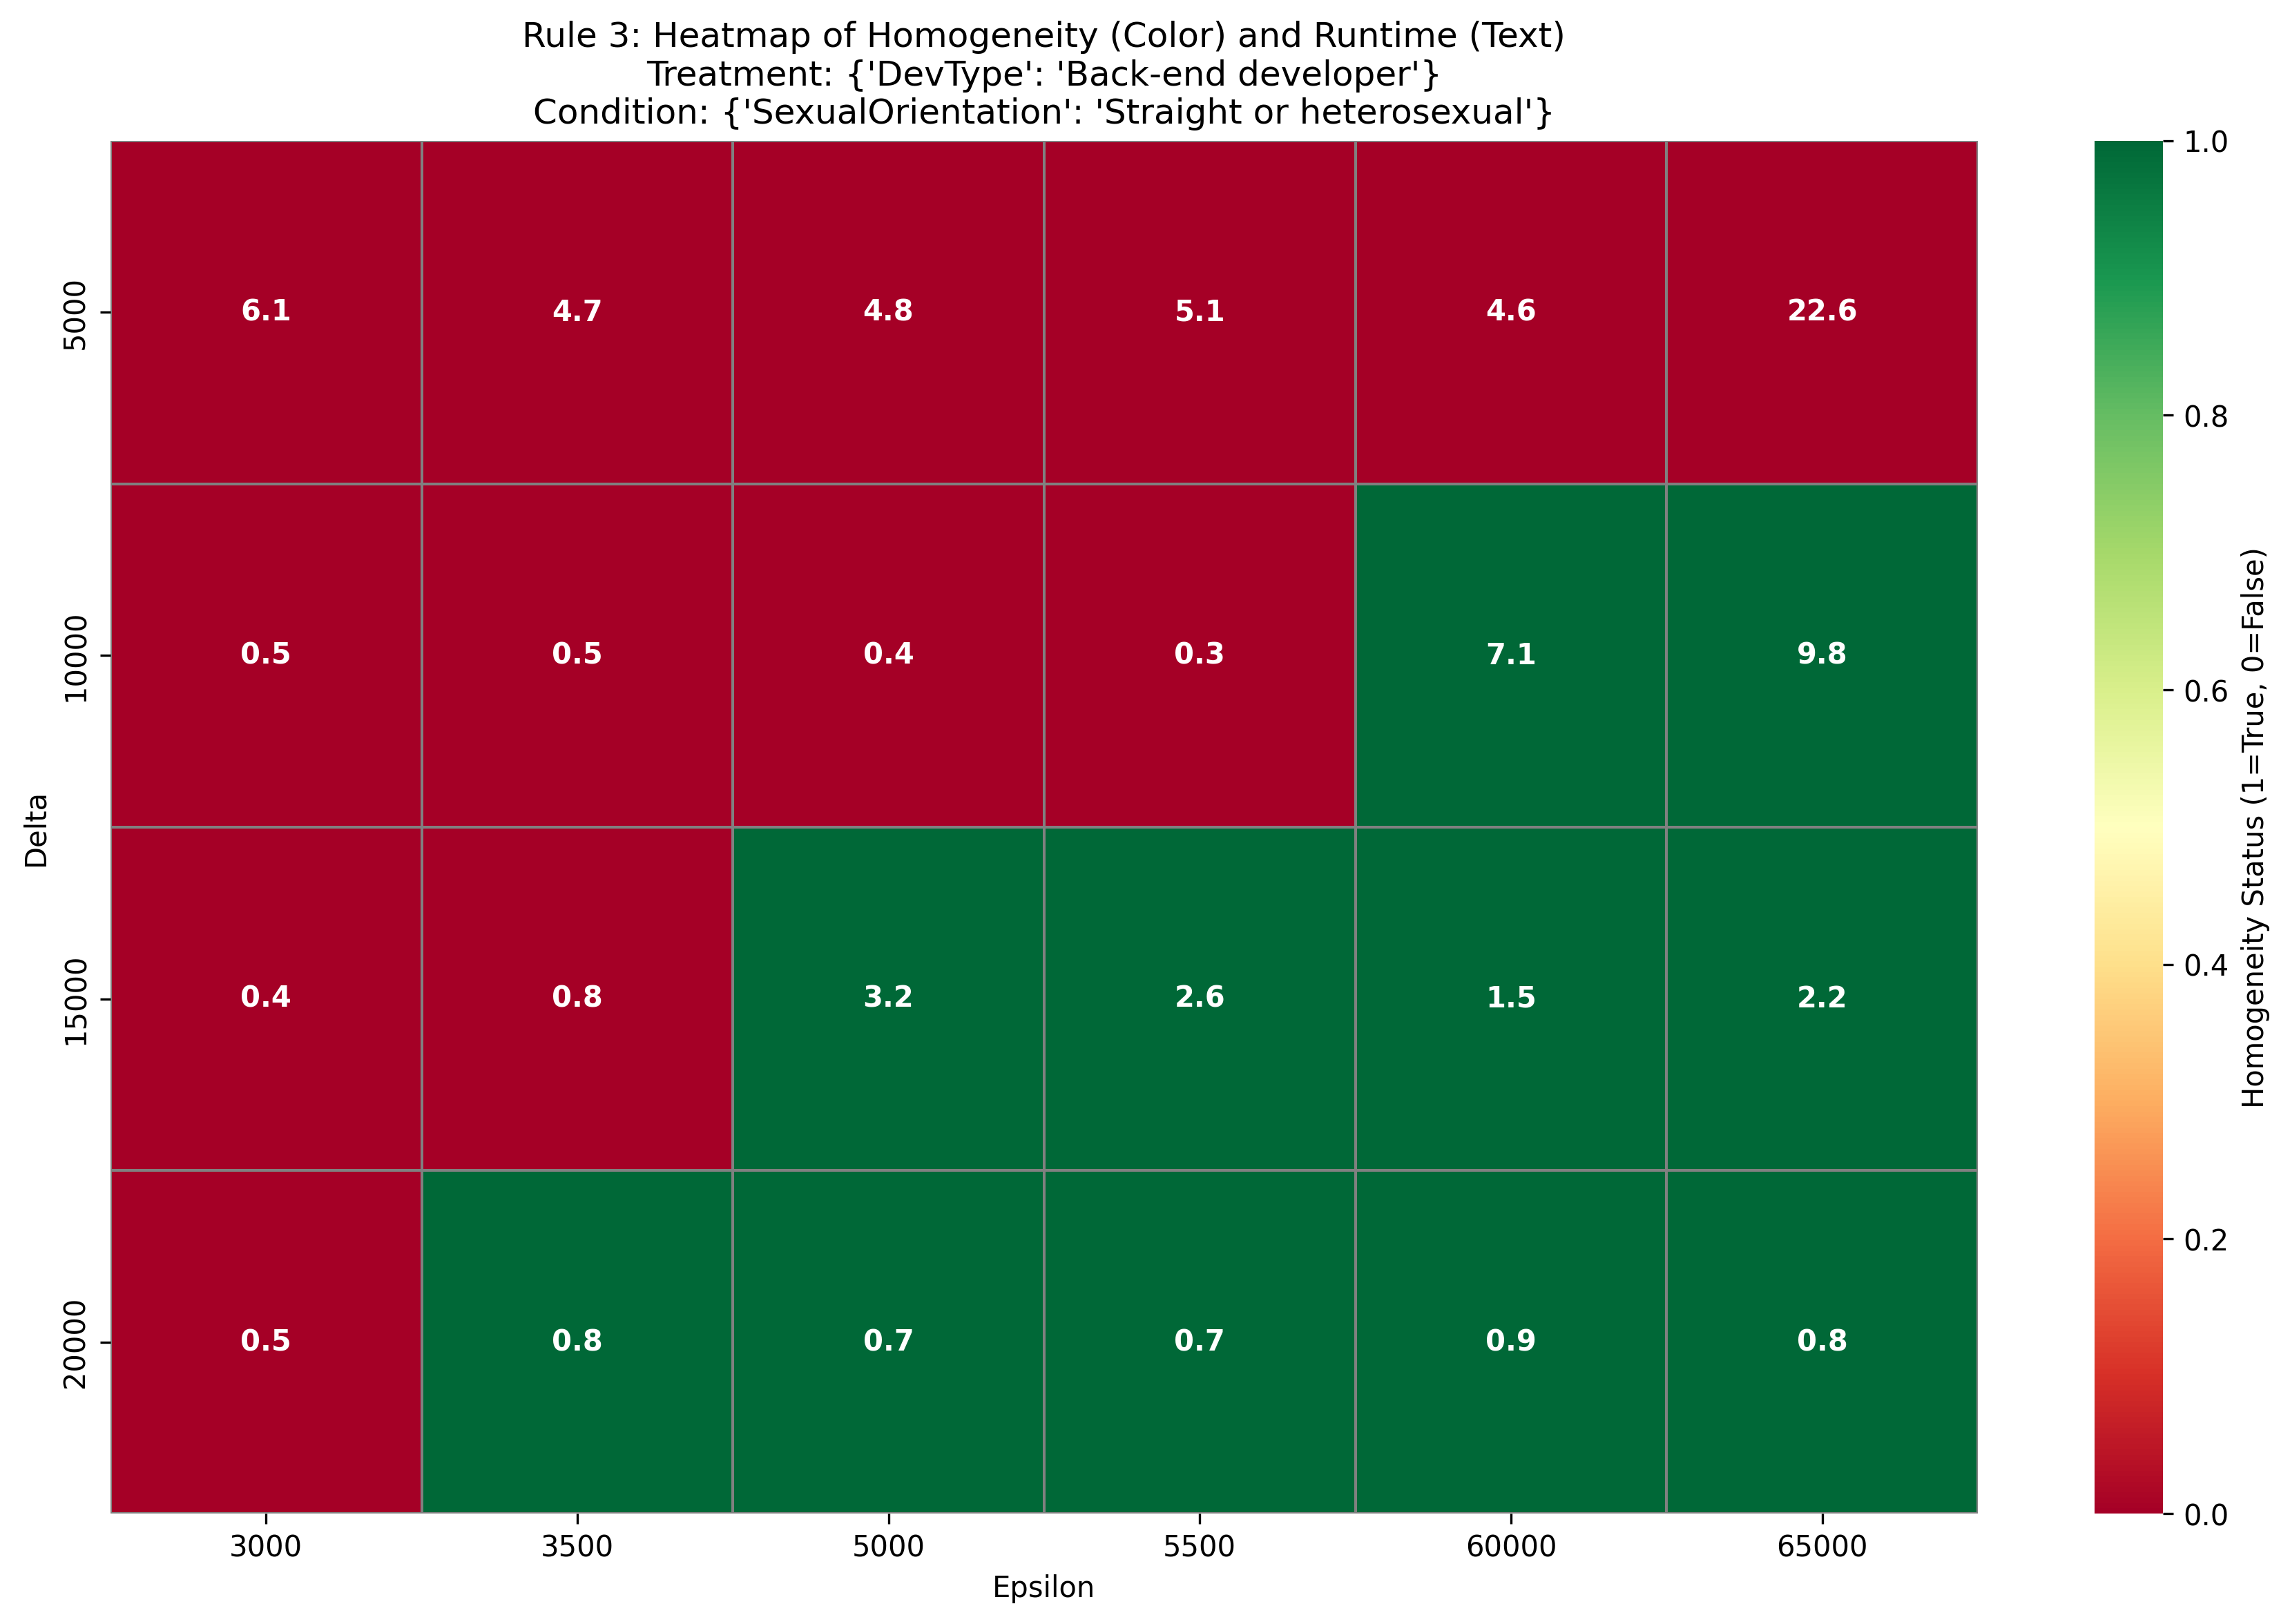 Rule 3: Heatmap of Homogeneity (Color) and Runtime (Text)
Treatment: {'DevType': 'Back-end developer'}
Condition: {'SexualOrientation': 'Straight or heterosexual'}
Delta
5000
6.1 4.7 4.8 5.1 4.6 22.6
10000
0.5 0.5 0.4 0.3 7.1 9.8
15000
0.4 0.8 3.2 2.6 1.5 2.2
20000
0.5 0.8 0.7 0.7 0.9 0.8
3000 3500 5000 5500 60000 65000
Epsilon
1.0
0.8
0.6
0.4
0.2
0.0
Homogeneity Status (1=True, 0=False)